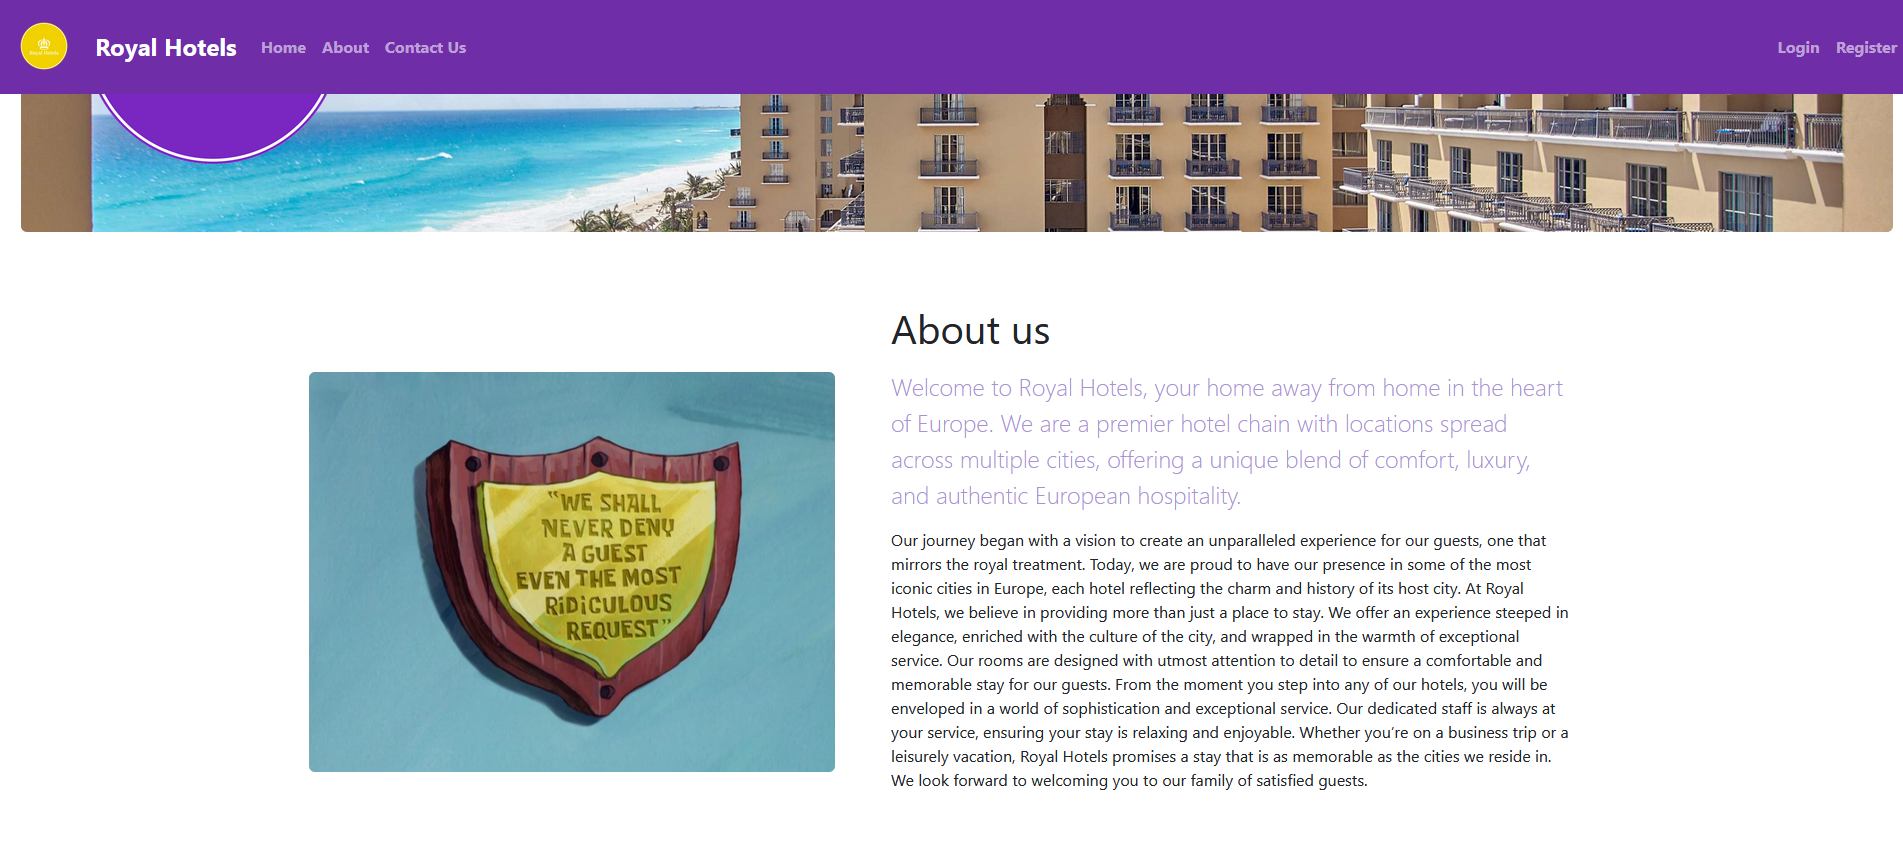 Royal Hotels
Royal Hotels Home About Contact Us Login Register
About us
Welcome to Royal Hotels, your home away from home in the heart
of Europe. We are a premier hotel chain with locations spread
across multiple cities, offering a unique blend of comfort, luxury,
and authentic European hospitality.
"WE SHALL
NEVER DENY
A GUEST
EVEN THE MOST
RiDiCULOUS
REQUEST"
Our journey began with a vision to create an unparalleled experience for our guests, one that
mirrors the royal treatment. Today, we are proud to have our presence in some of the most
iconic cities in Europe, each hotel reflecting the charm and history of its host city. At Royal
Hotels, we believe in providing more than just a place to stay. We offer an experience steeped in
elegance, enriched with the culture of the city, and wrapped in the warmth of exceptional
service. Our rooms are designed with utmost attention to detail to ensure a comfortable and
memorable stay for our guests. From the moment you step into any of our hotels, you will be
enveloped in a world of sophistication and exceptional service. Our dedicated staff is always at
your service, ensuring your stay is relaxing and enjoyable. Whether you’re on a business trip or a
leisurely vacation, Royal Hotels promises a stay that is as memorable as the cities we reside in.
We look forward to welcoming you to our family of satisfied guests.